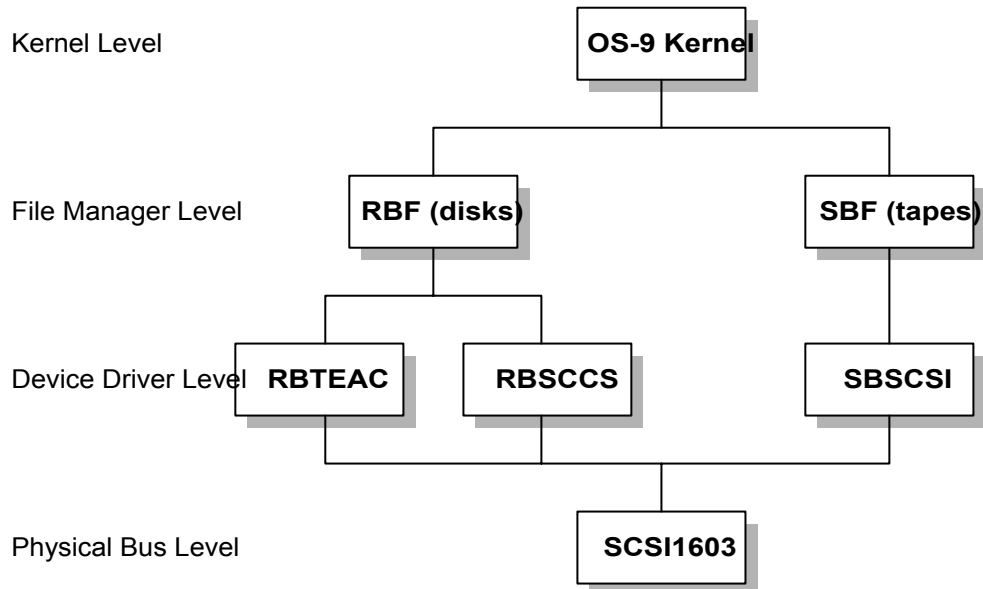 Kernel Level
OS-9 Kernel
File Manager Level
RBF (disks)
SBF (tapes)
Device Driver Level
RBTEAC
RBSCCS
SBSCSI
Physical Bus Level
SCSI1603